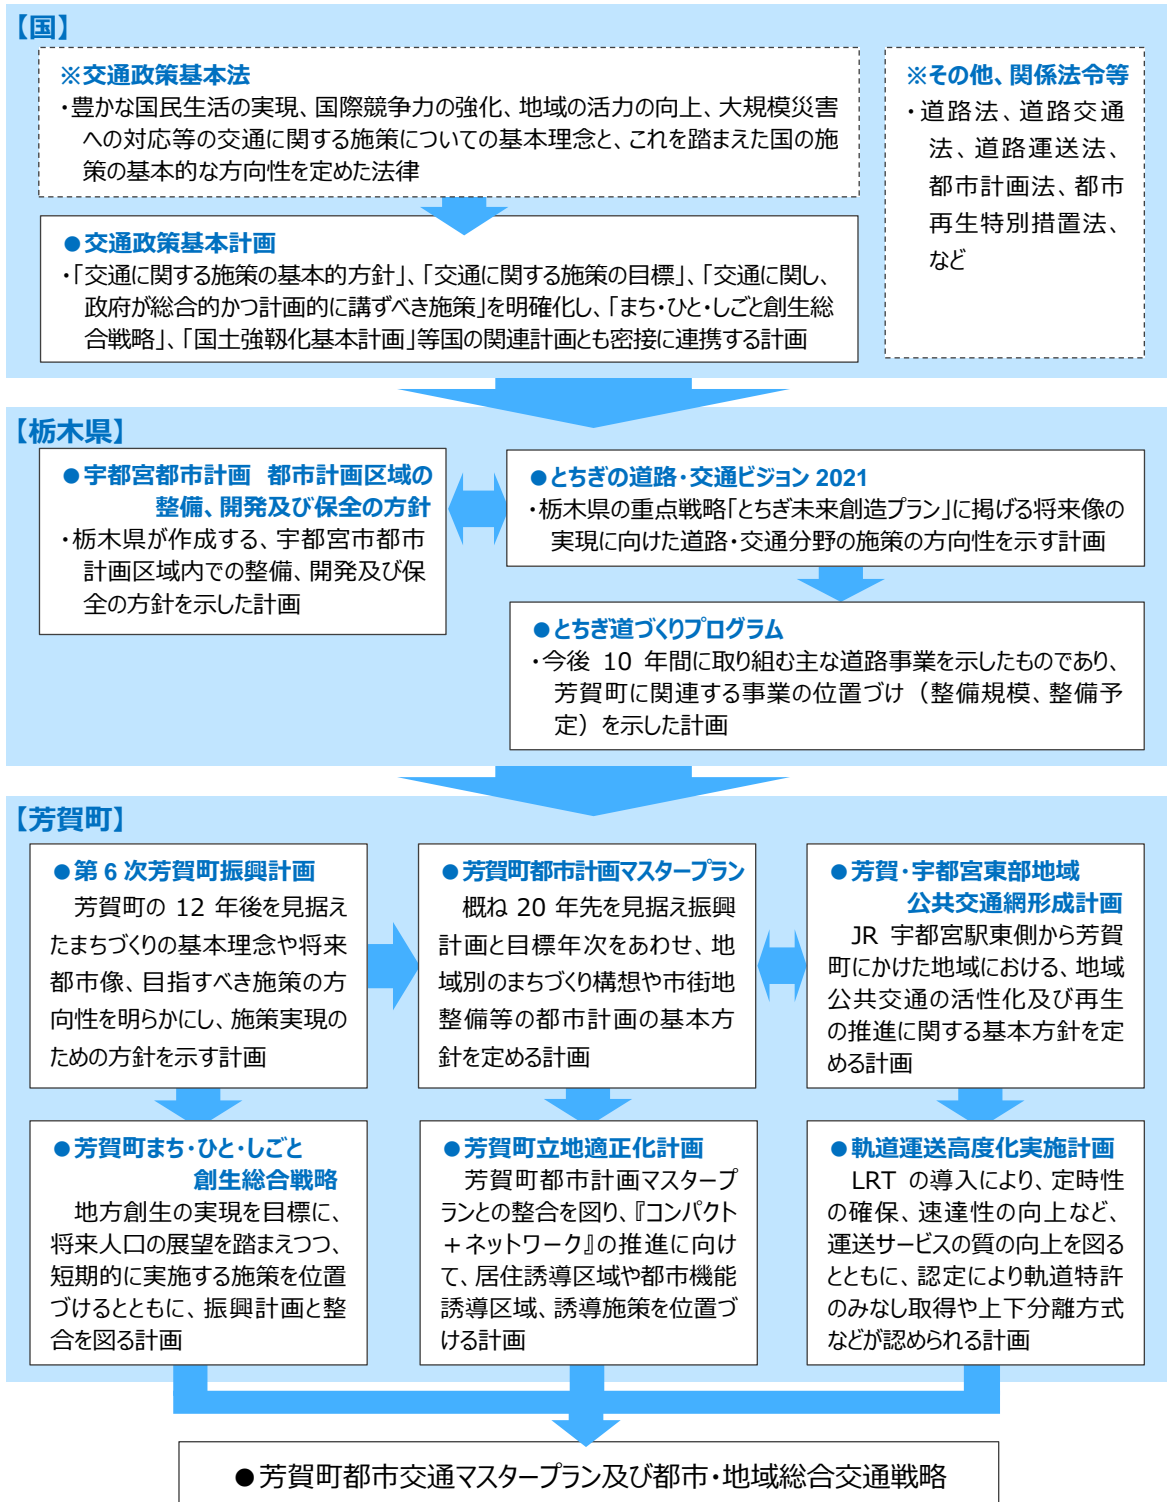 【国】
※交通政策基本法
・豊かな国民生活の実現、国際競争力の強化、地域の活力の向上、大規模災害
への対応等の交通に関する施策についての基本理念と、これを踏まえた国の施
策の基本的な方向性を定めた法律
※その他、関係法令等
・道路法、道路交通
法、道路運送法、
都市計画法、都市
再生特別措置法、
など
●交通政策基本計画
・「交通に関する施策の基本的方針」、「交通に関する施策の目標」、「交通に関し、
政府が総合的かつ計画的に講ずべき施策」を明確化し、「まち・ひと・しごと創生総
合戦略」、「国土強靱化基本計画」等国の関連計画とも密接に連携する計画
【栃木県】
●宇都宮都市計画 都市計画区域の
整備、開発及び保全の方針
・栃木県が作成する、宇都宮市都市
計画区域内での整備、開発及び保
全の方針を示した計画
●とちぎの道路・交通ビジョン 2021
・栃木県の重点戦略「とちぎ未来創造プラン」に掲げる将来像の
実現に向けた道路・交通分野の施策の方向性を示す計画
●とちぎ道づくりプログラム
・今後 10 年間に取り組む主な道路事業を示したものであり、
芳賀町に関連する事業の位置づけ（整備規模、整備予
定）を示した計画
【芳賀町】
●第 6 次芳賀町振興計画
芳賀町の 12 年後を見据え
たまちづくりの基本理念や将来
都市像、目指すべき施策の方
向性を明らかにし、施策実現の
ための方針を示す計画
●芳賀町都市計画マスタープラン
概ね 20 年先を見据え振興
計画と目標年次をあわせ、地
域別のまちづくり構想や市街地
整備等の都市計画の基本方
針を定める計画
●芳賀・宇都宮東部地域
公共交通網形成計画
JR 宇都宮駅東側から芳賀
町にかけた地域における、地域
公共交通の活性化及び再生
の推進に関する基本方針を定
める計画
●芳賀町まち・ひと・しごと
創生総合戦略
地方創生の実現を目標に、
将来人口の展望を踏まえつつ、
短期的に実施する施策を位置
づけるとともに、振興計画と整
合を図る計画
●芳賀町立地適正化計画
芳賀町都市計画マスタープ
ランとの整合を図り、『コンパクト
＋ネットワーク』の推進に向け
て、居住誘導区域や都市機能
誘導区域、誘導施策を位置づ
ける計画
●軌道運送高度化実施計画
LRT の導入により、定時性
の確保、速達性の向上など、
運送サービスの質の向上を図る
とともに、認定により軌道特許
のみなし取得や上下分離方式
などが認められる計画
●芳賀町都市交通マスタープラン及び都市・地域総合交通戦略